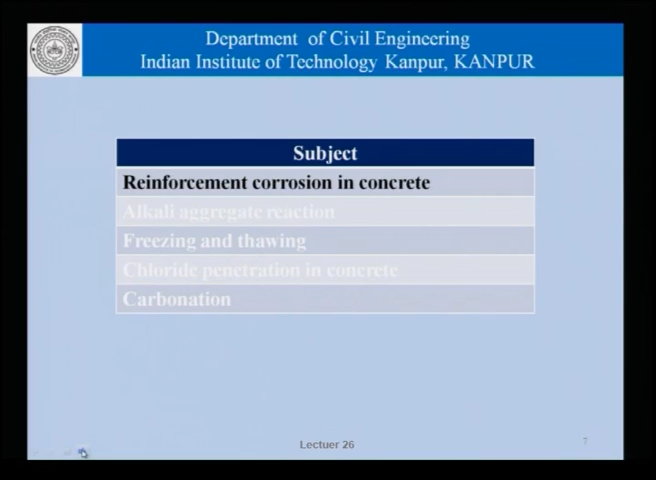 Department of Civil Engineering
Indian Institute of Technology Kanpur, KANPUR
Subject
Reinforcement corrosion in concrete
Alkali aggregate reaction
Freezing and thawing
Chloride penetration in concrete
Carbonation
Lectuer 26
7